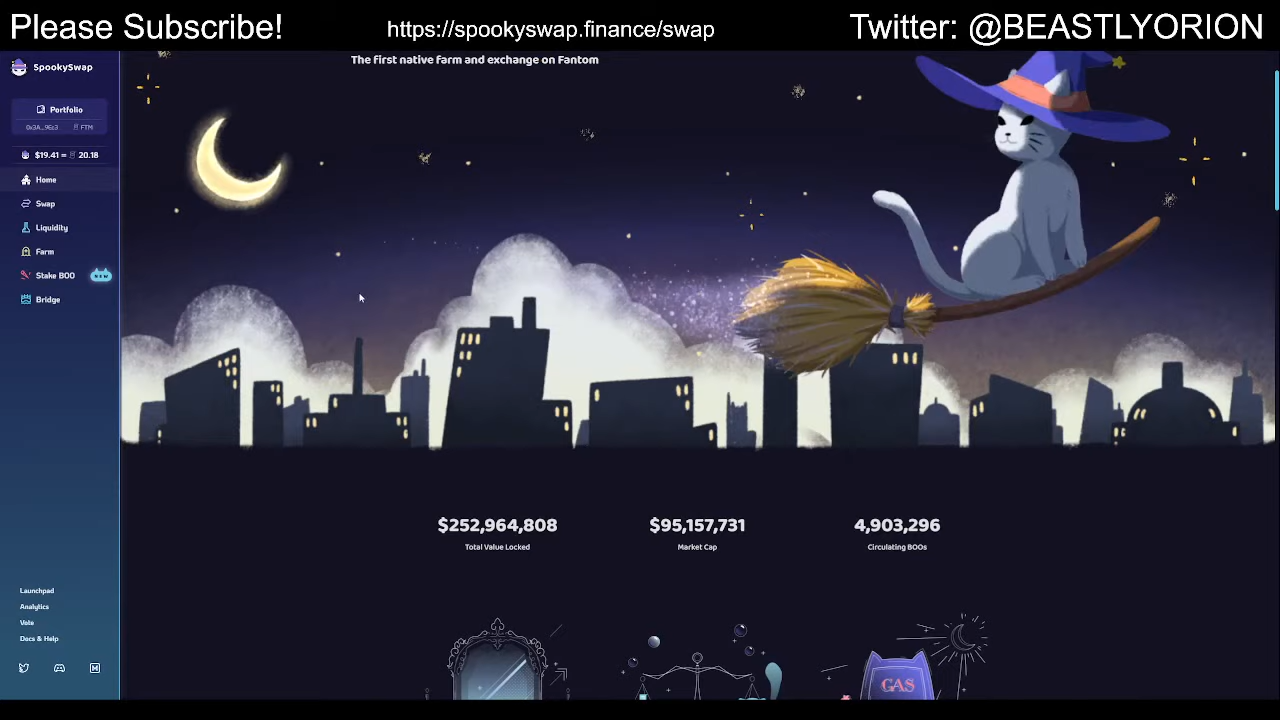 Please Subscribe!
https://spookyswap.finance/swap
Twitter: @BEASTLYORION
SpookySwap
Portfolio
FTM
$19.41 = 20.18
Home
Swap
Liquidity
Farm
Stake BOO NEW
Bridge
Launchpad
Analytics
Vote
Docs & Help
The first native farm and exchange on Fantom
$252,964,808
Total Value Locked
$95,157,731
Market Cap
4,903,296
Circulating BOOs
GAS